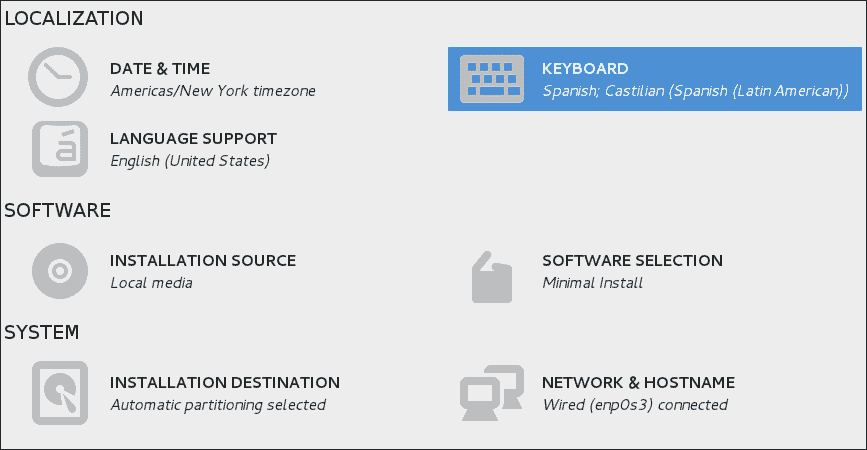 LOCALIZATION
DATE & TIME
Americas/New York timezone
KEYBOARD
Spanish; Castilian (Spanish (Latin American))
LANGUAGE SUPPORT
English (United States)
SOFTWARE
INSTALLATION SOURCE
Local media
SOFTWARE SELECTION
Minimal Install
SYSTEM
INSTALLATION DESTINATION
Automatic partitioning selected
NETWORK & HOSTNAME
Wired (enp0s3) connected